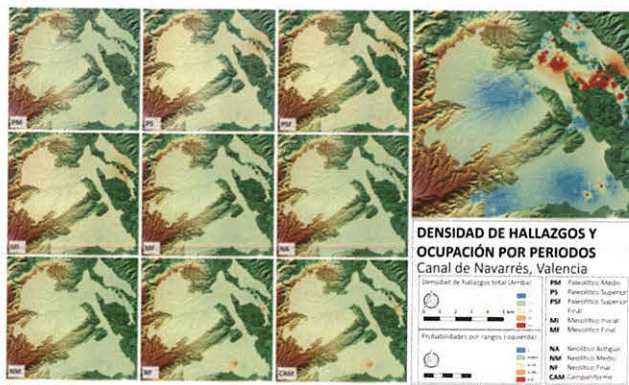 PM
PS
PSF
MI
MF
NA
NM
NF
CAM
DENSIDAD DE HALLAZGOS Y
OCUPACIÓN POR PERIODOS
Canal de Navarrés, Valencia
Densidad de hallazgos total (Arriba)
Probabilidades por rangos (Izquierda)
PM Paleolítico Medio
PS Paleolítico Superior
PSF Paleolítico Superior
Final
MI Mesolítico Inicial
MF Mesolítico Final
NA Neolítico Antiguo
NM Neolítico Medio
NF Neolítico Final
CAM Campaniforme